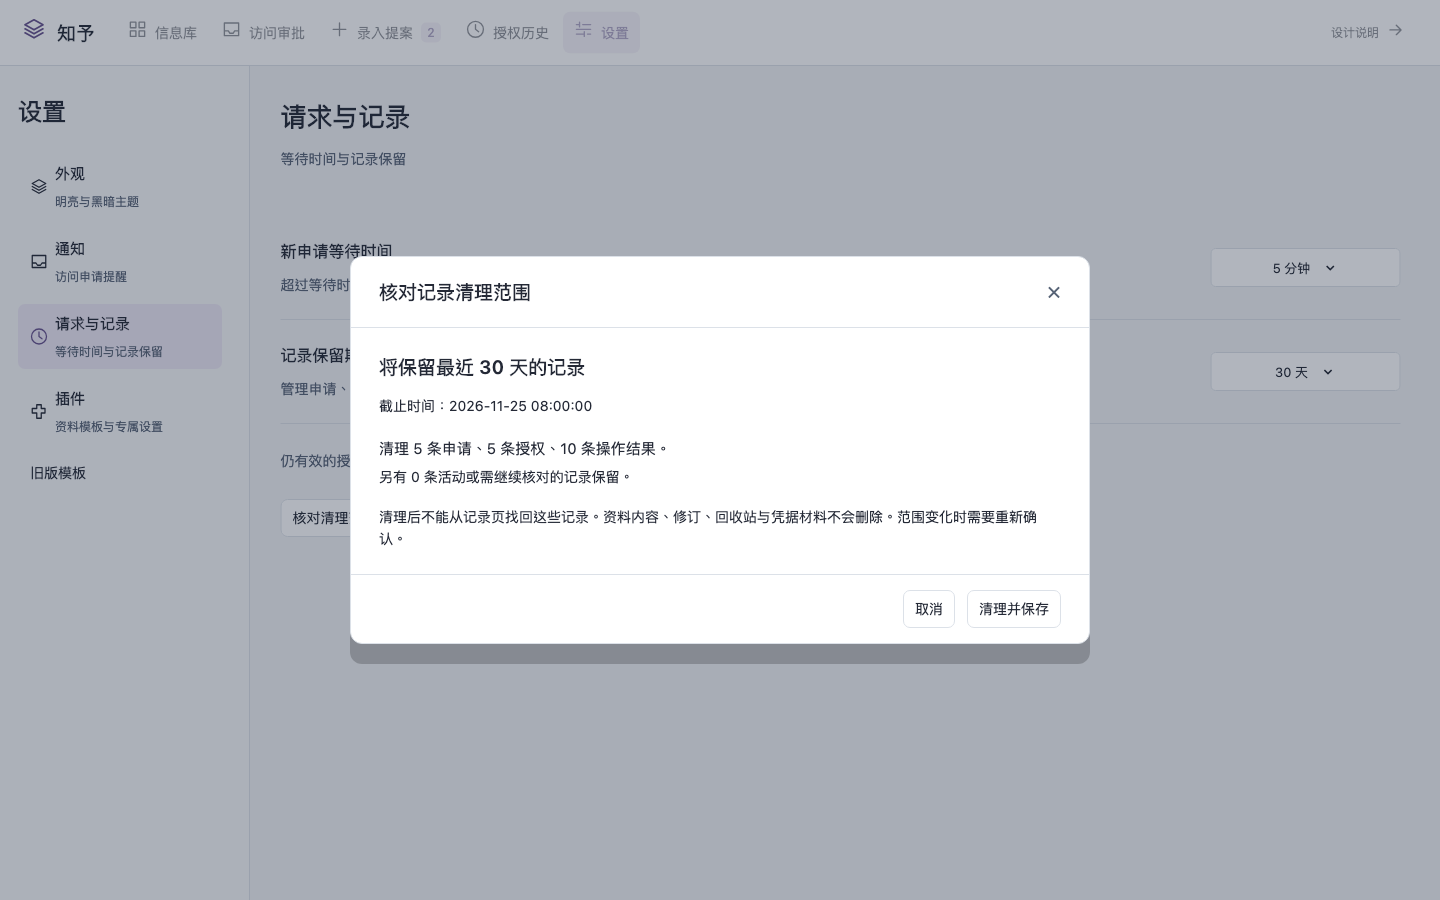 知予
信息库
访问审批
录入提案 2
授权历史
设置
设计说明
设置
外观
明亮与黑暗主题
通知
访问申请提醒
请求与记录
等待时间与记录保留
插件
资料模板与专属设置
旧版模板
请求与记录
等待时间与记录保留
新申请等待时间
超过等待时
5 分钟
记录保留
管理申请、
30 天
仍有效的授
核对清理
核对记录清理范围
将保留最近 30 天的记录
截止时间：2026-11-25 08:00:00
清理 5 条申请、5 条授权、10 条操作结果。
另有 0 条活动或需继续核对的记录保留。
清理后不能从记录页找回这些记录。资料内容、修订、回收站与凭据材料不会删除。范围变化时需要重新确
认。
取消
清理并保存